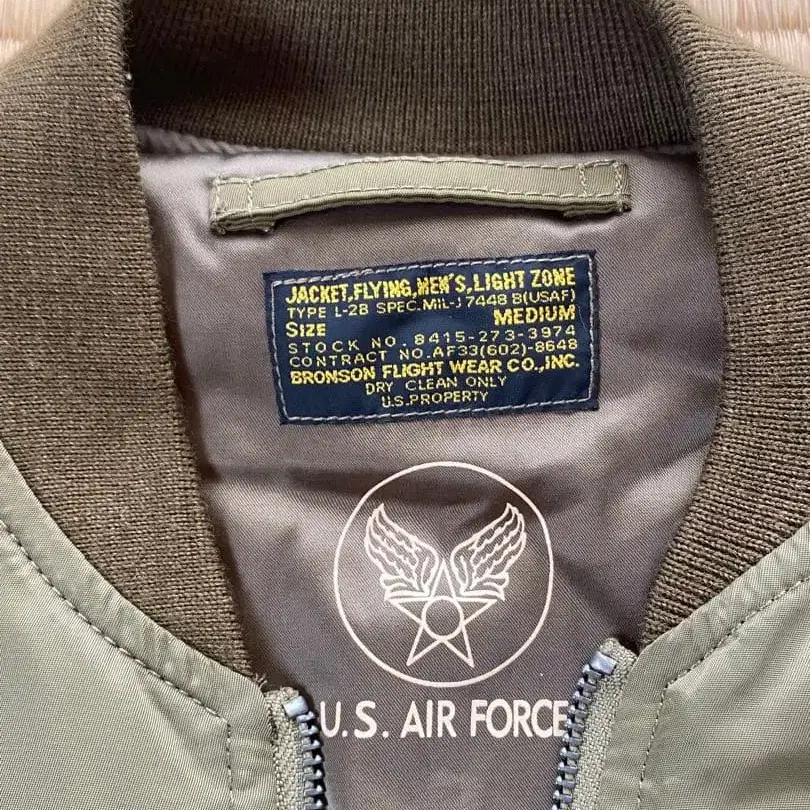 JACKET,FLYING,MEN'S,LIGHT ZONE
TYPE L-2B SPEC.MIL-J7448 B(USAF)
SIZE MEDIUM
STOCK NO. 8415-273-3974
CONTRACT NO.AF33(602)-8648
BRONSON FLIGHT WEAR CO.,INC.
DRY CLEAN ONLY
U.S.PROPERTY
U.S. AIR FORCE